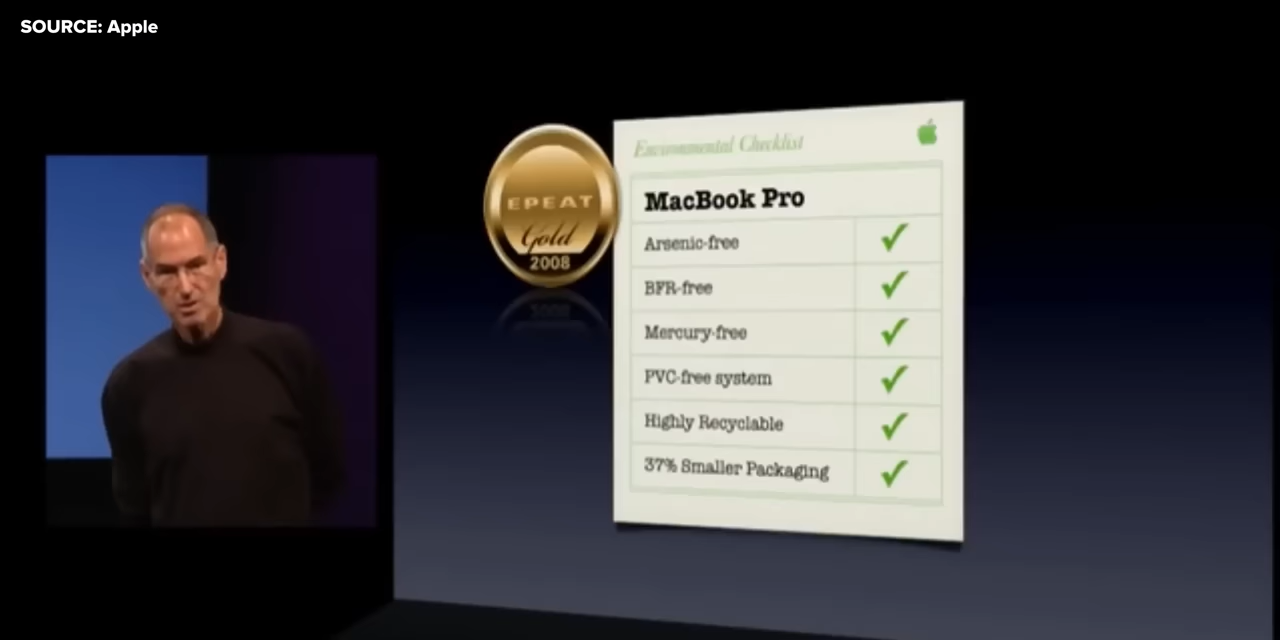 SOURCE: Apple
EPEAT
Gold
2008
Environmental Checklist
MacBook Pro
Arsenic-free
BFR-free
Mercury-free
PVC-free system
Highly Recyclable
37% Smaller Packaging